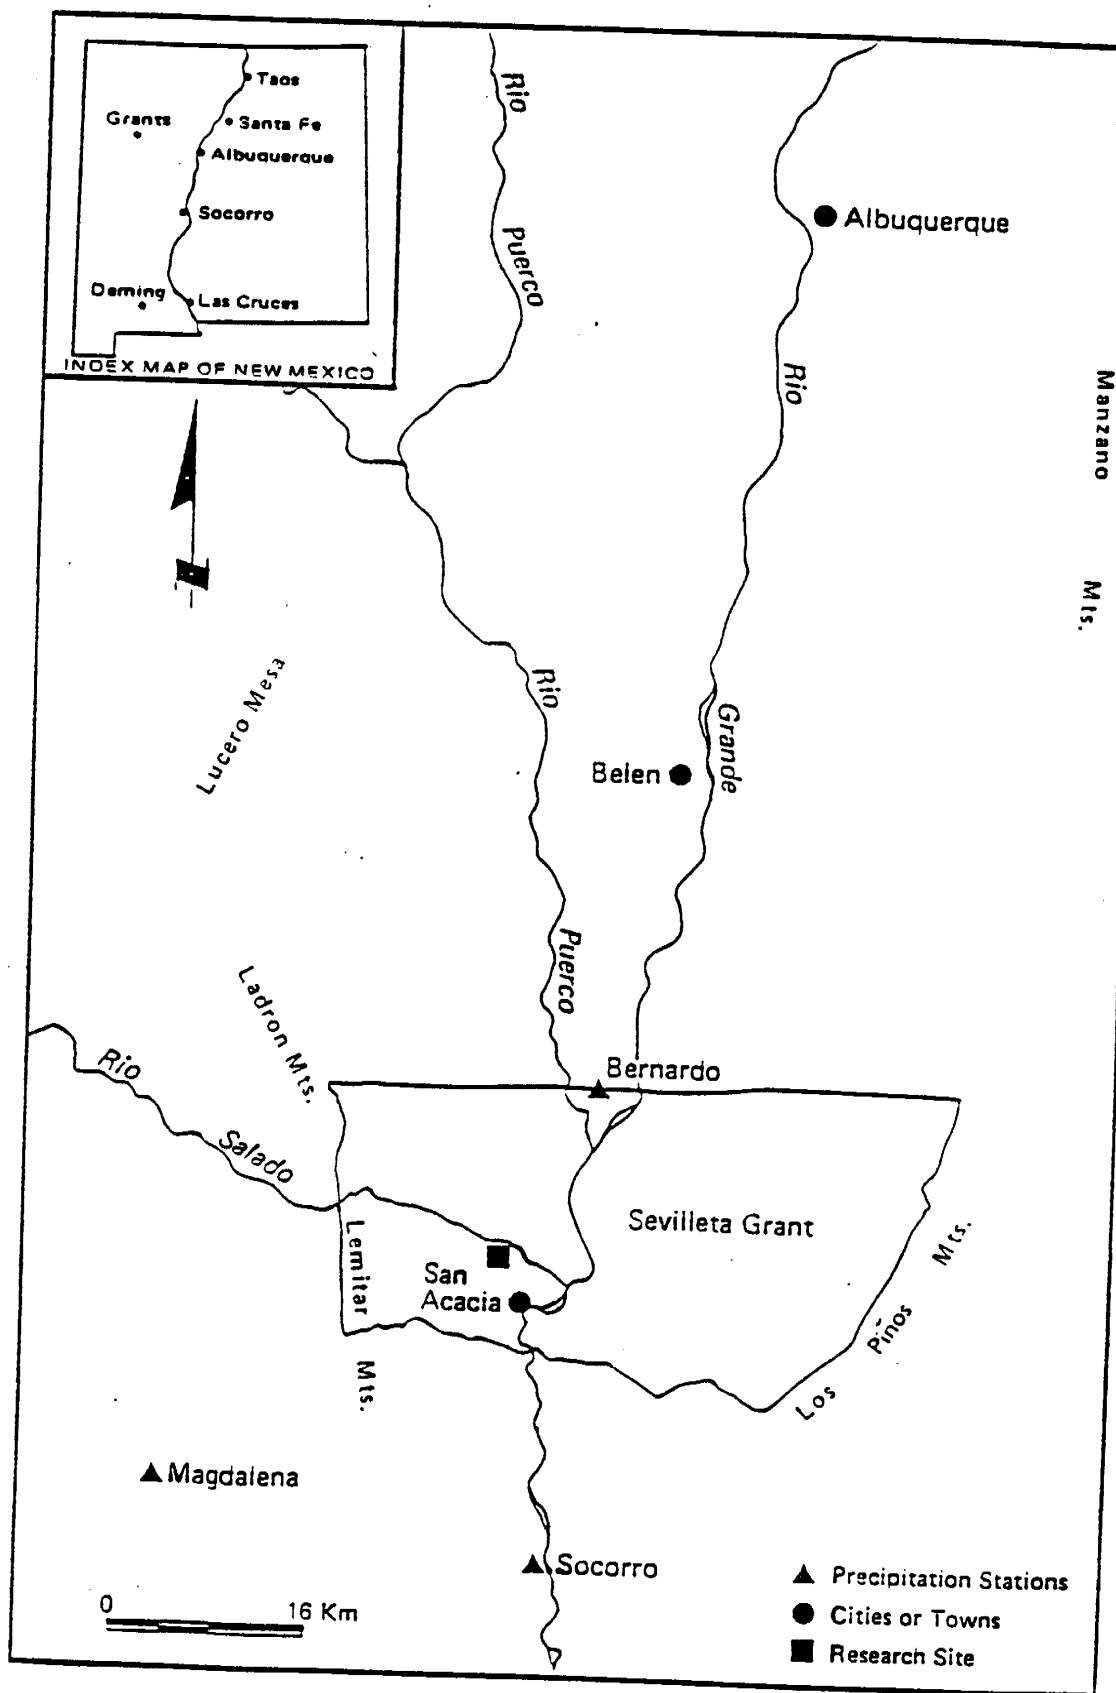 Taos
Grants
Santa Fe
Albuquerque
Socorro
Deming
Las Cruces
INDEX MAP OF NEW MEXICO
Rio
Puerco
Albuquerque
Rio
Manzano
Mts.
Lucero Mesa
Rio
Grande
Belen
Puerco
Ladron Mts.
Rio
Salado
Bernardo
Sevilleta Grant
Lemitar
Mts.
San
Acacia
Los Piños Mts.
Magdalena
Socorro
0 16 Km
Precipitation Stations
Cities or Towns
Research Site